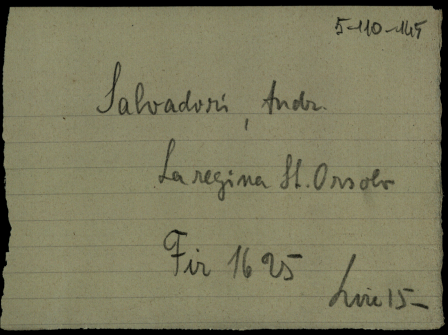 5-110-145
Salvadori, Andr.
La regina St. Orsola
Fir 1625
Lire 15-